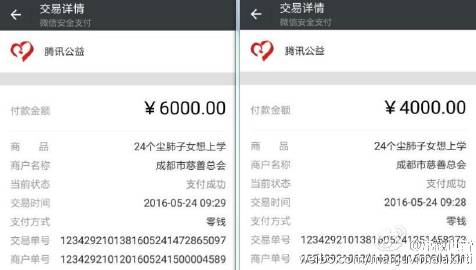 交易详情
微信安全支付
腾讯公益
付款金额 ￥6000.00
商品 24个尘肺子女想上学
商户名称 成都市慈善总会
当前状态 支付成功
交易时间 2016-05-24 09:29
支付方式 零钱
交易单号 1234292101381605241472865097
商户单号 1234292101201605241500004589
交易详情
微信安全支付
腾讯公益
付款金额 ￥4000.00
商品 24个尘肺子女想上学
商户名称 成都市慈善总会
当前状态 支付成功
交易时间 2016-05-24 09:28
支付方式 零钱
交易单号 1234292101381605241251458373
商户单号